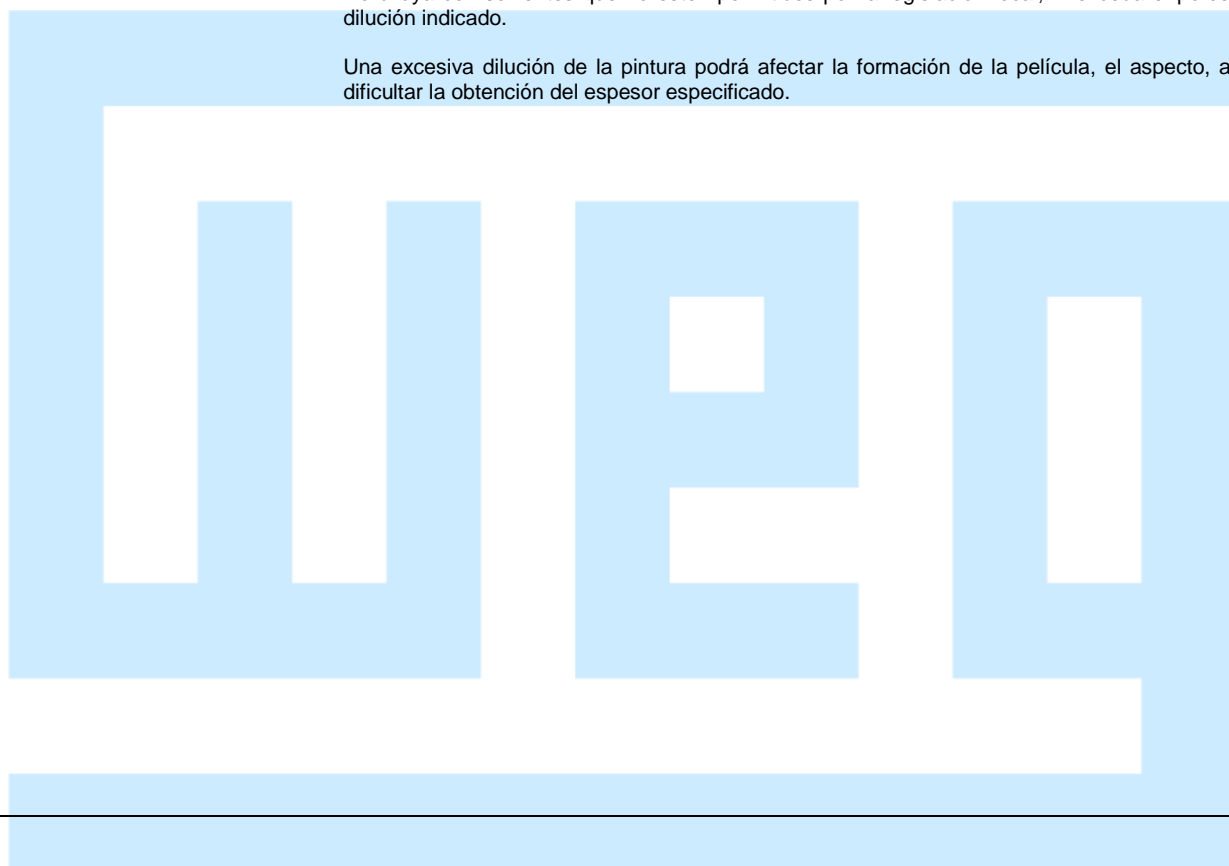 dilución indicado.
Una excesiva dilución de la pintura podrá afectar la formación de la película, el aspecto, a
dificultar la obtención del espesor especificado.
weg